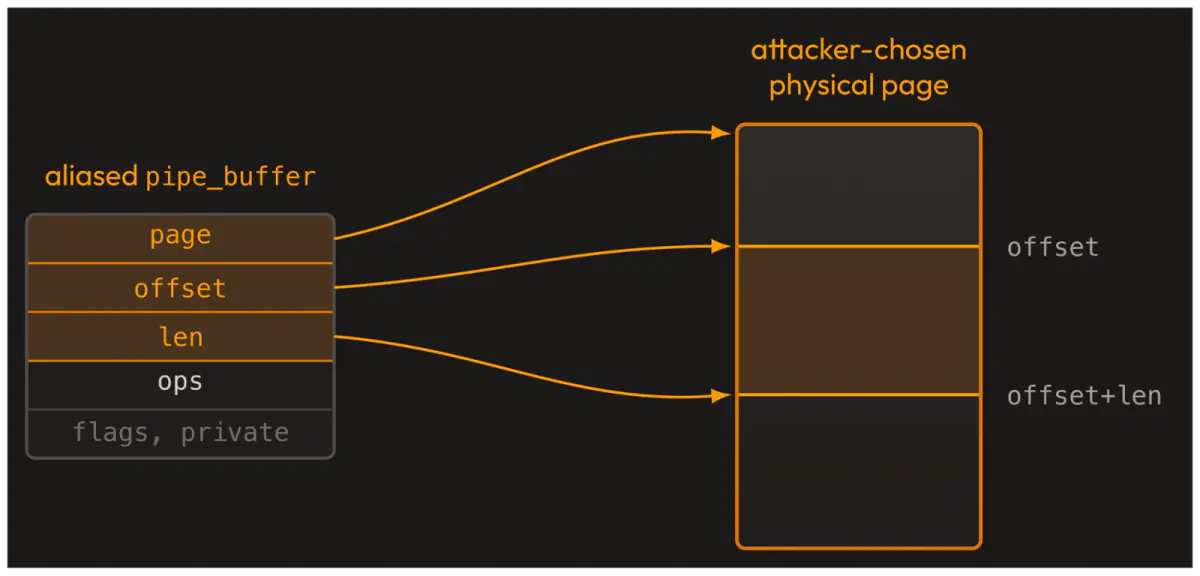 attacker-chosen
physical page
aliased pipe_buffer
page
offset
len
ops
flags, private
offset
offset+len